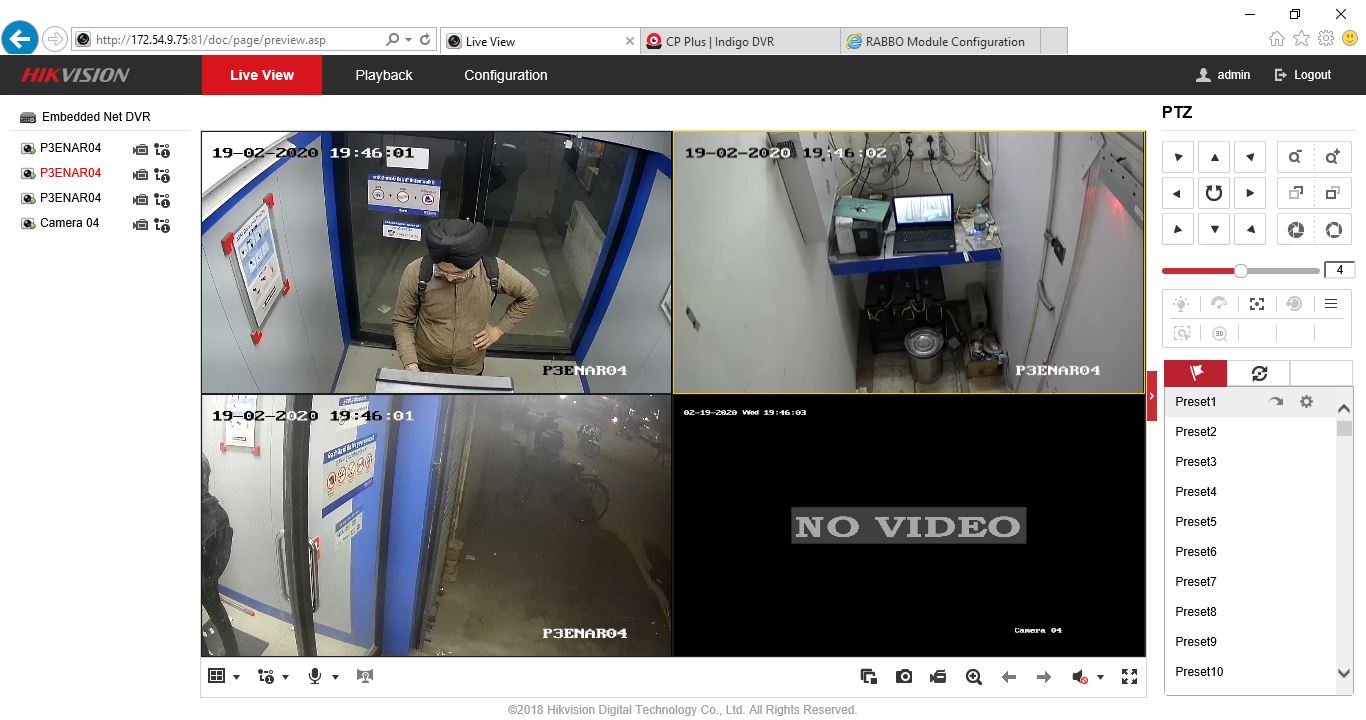 http://172.54.9.75:81/doc/page/preview.asp
Live View
CP Plus | Indigo DVR
RABBO Module Configuration
HIKVISION
Live View
Playback
Configuration
admin
Logout
Embedded Net DVR
P3ENAR04
P3ENAR04
P3ENAR04
Camera 04
19-02-2020 19:46:01
P3ENAR04
19-02-2020 19:46:02
P3ENAR04
19-02-2020 19:46:01
P3ENAR04
02-19-2020 Wed 19:46:03
NO VIDEO
Camera 04
PTZ
4
3D
Preset1
Preset2
Preset3
Preset4
Preset5
Preset6
Preset7
Preset8
Preset9
Preset10
©2018 Hikvision Digital Technology Co., Ltd. All Rights Reserved.